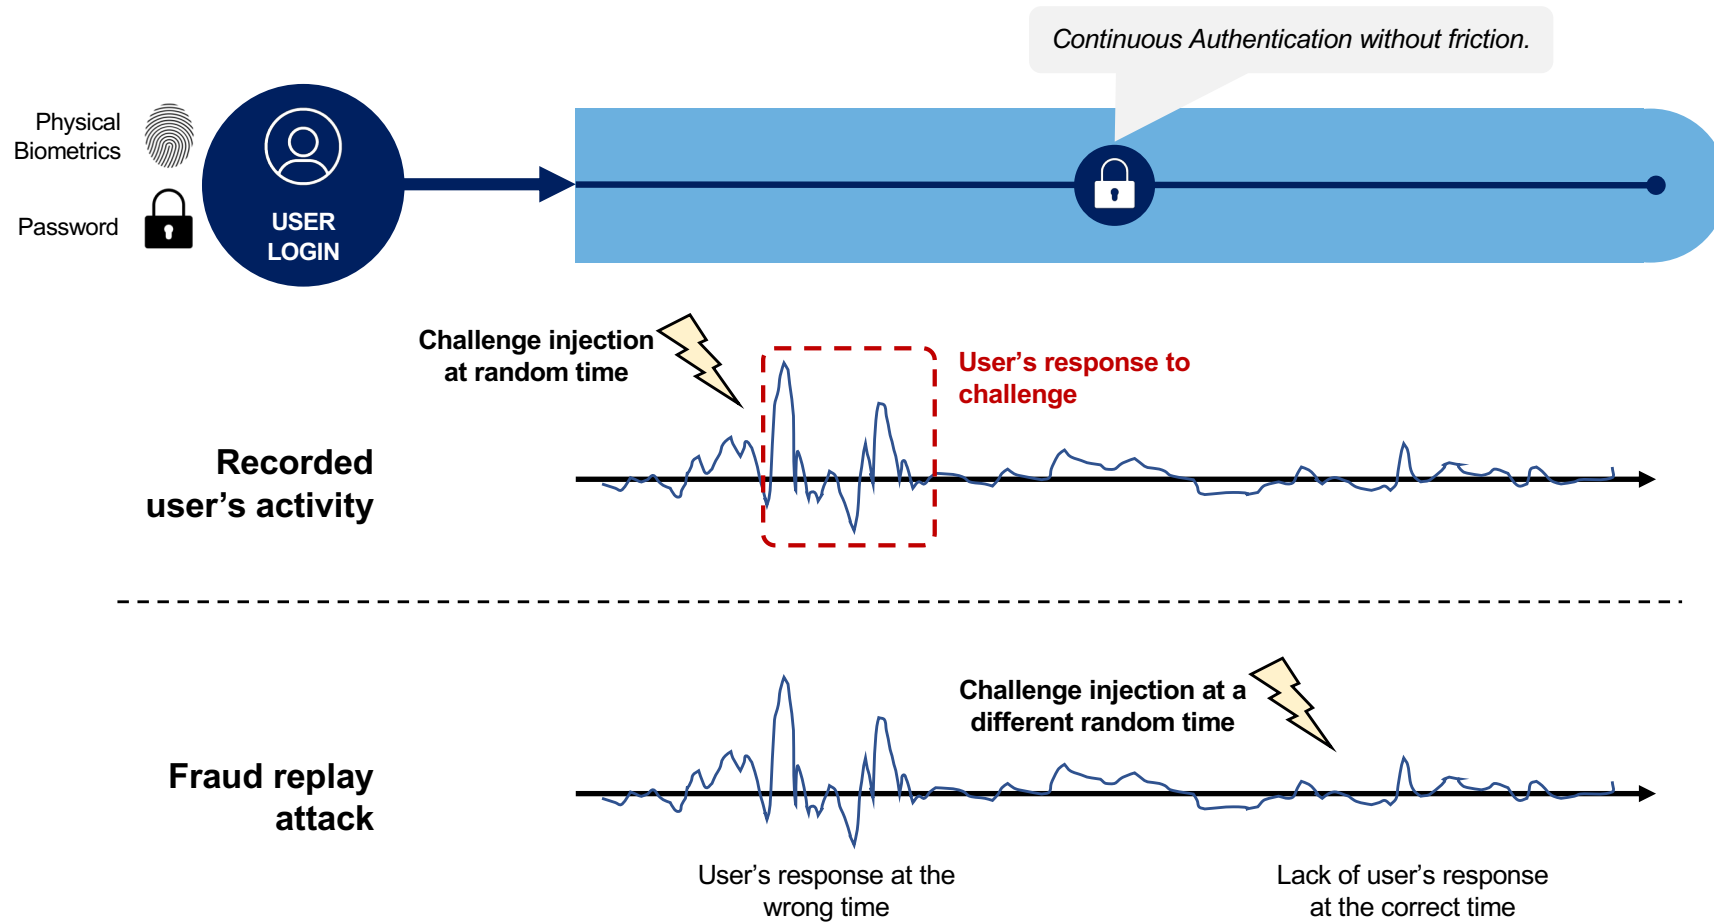 Continuous Authentication without friction.
Physical
Biometrics
Password
USER
LOGIN
Challenge injection
at random time
User’s response to
challenge
Recorded
user’s activity
Challenge injection at a
different random time
Fraud replay
attack
User’s response at the
wrong time
Lack of user’s response
at the correct time